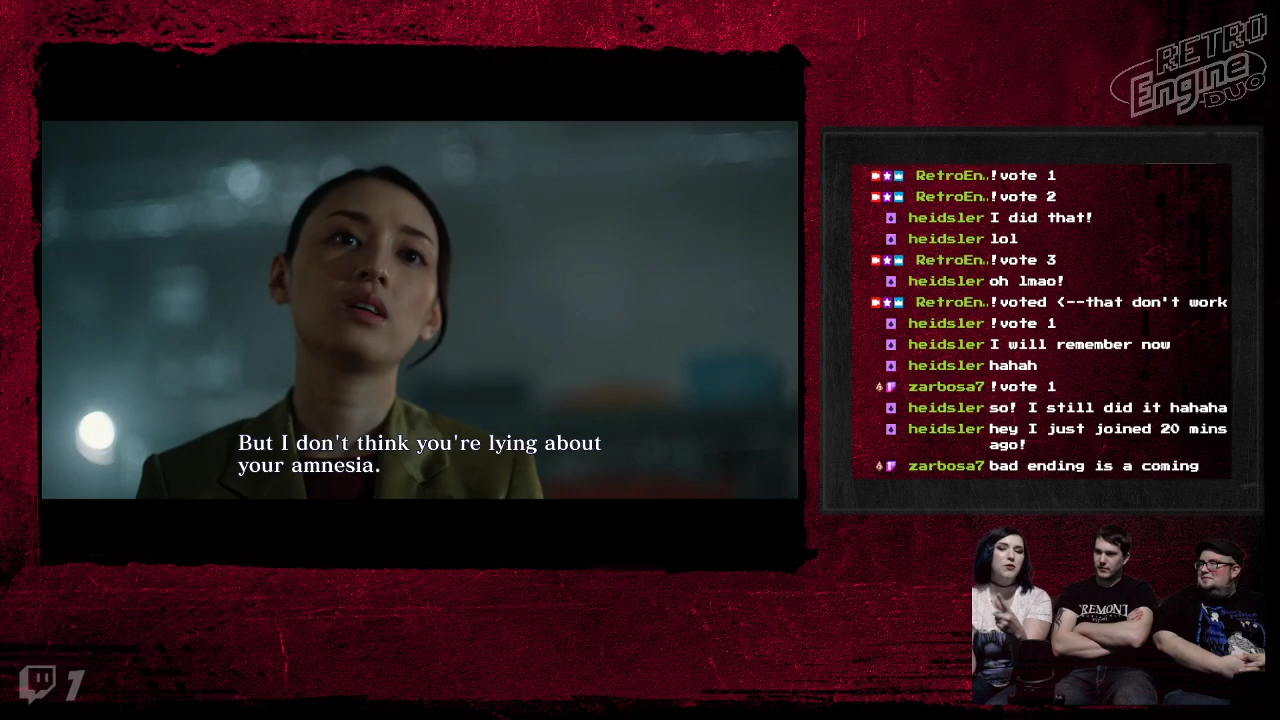 RETRO
Engine
DUO
RetroEn..!vote 1
RetroEn..!vote 2
heidsler I did that!
heidsler lol
RetroEn..!vote 3
heidsler oh lmao!
RetroEn..!voted <--that don't work
heidsler !vote 1
heidsler I will remember now
heidsler hahah
zarbosa7 !vote 1
heidsler so! I still did it hahaha
heidsler hey I just joined 20 mins
ago!
zarbosa7 bad ending is a coming
But I don't think you're lying about
your amnesia.
1